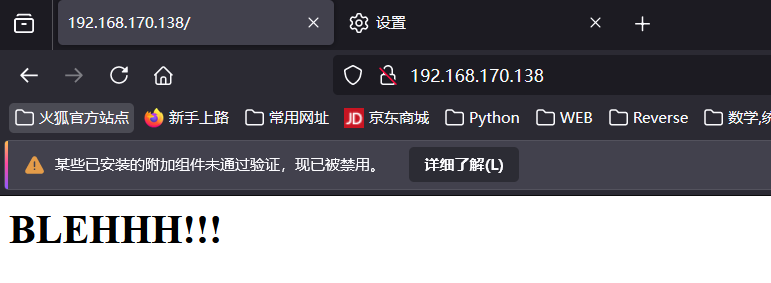 192.168.170.138/
设置
192.168.170.138
火狐官方站点 新手上路 常用网址 JD 京东商城 Python WEB Reverse 数学,统
某些已安装的附加组件未通过验证，现已被禁用。 详细了解(L)
BLEHHH!!!